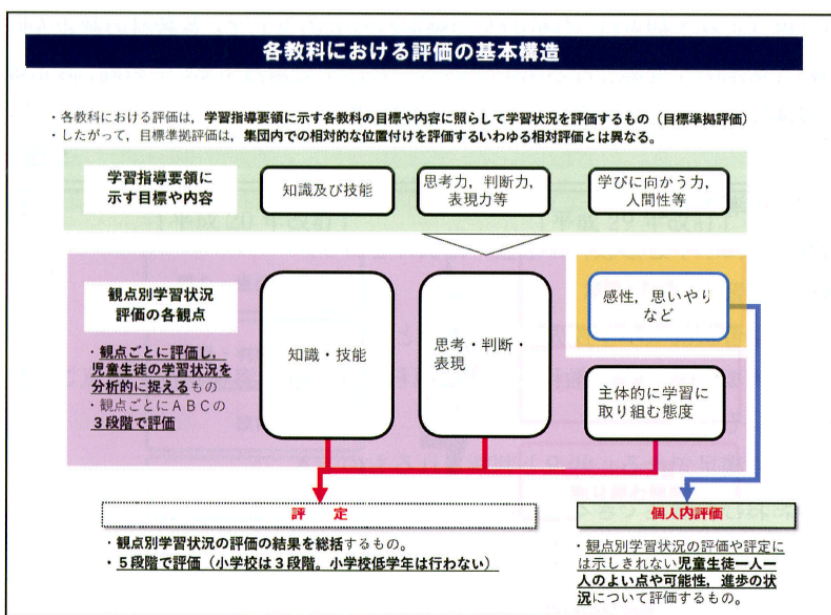 各教科における評価の基本構造
・各教科における評価は，学習指導要領に示す各教科の目標や内容に照らして学習状況を評価するもの（目標準拠評価）
・したがって，目標準拠評価は，集団内での相対的な位置付けを評価するいわゆる相対評価とは異なる。
学習指導要領に
示す目標や内容
知識及び技能
思考力，判断力，
表現力等
学びに向かう力，
人間性等
観点別学習状況
評価の各観点
・観点ごとに評価し，
児童生徒の学習状況を
分析的に捉えるもの
・観点ごとにＡＢＣの
３段階で評価
知識・技能
思考・判断・
表現
感性，思いやり
など
主体的に学習に
取り組む態度
評 定
・観点別学習状況の評価の結果を総括するもの。
・５段階で評価（小学校は３段階。小学校低学年は行わない）
個人内評価
・観点別学習状況の評価や評定に
は示しきれない児童生徒一人一
人のよい点や可能性，進歩の状
況について評価するもの。